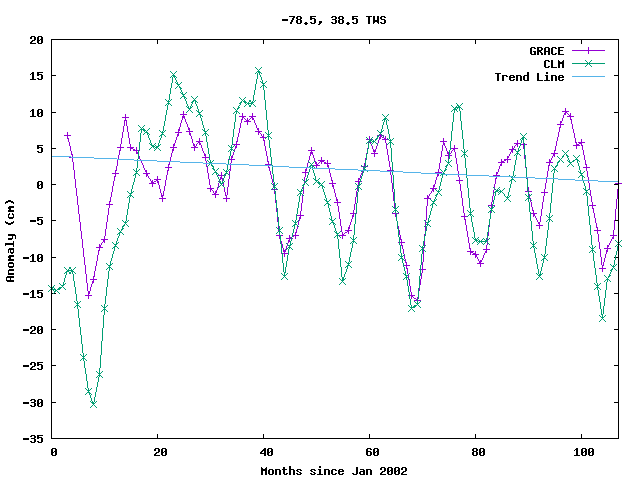 -78.5, 38.5 TWS
GRACE
CLM
Trend Line
20
15
10
5
0
-5
-10
-15
-20
-25
-30
-35
Anomaly (cm)
0 20 40 60 80 100
Months since Jan 2002